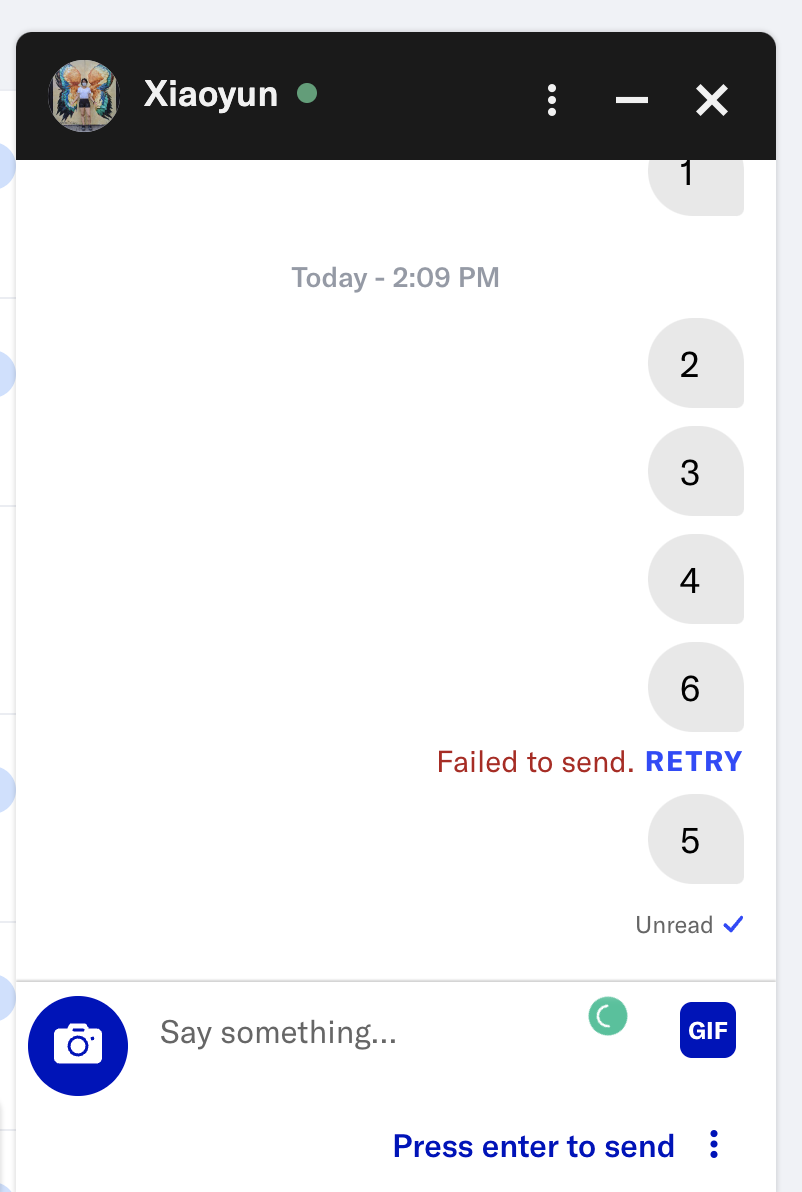 Xiaoyun
1
Today - 2:09 PM
2
3
4
6
Failed to send. RETRY
5
Unread
Say something...
GIF
Press enter to send